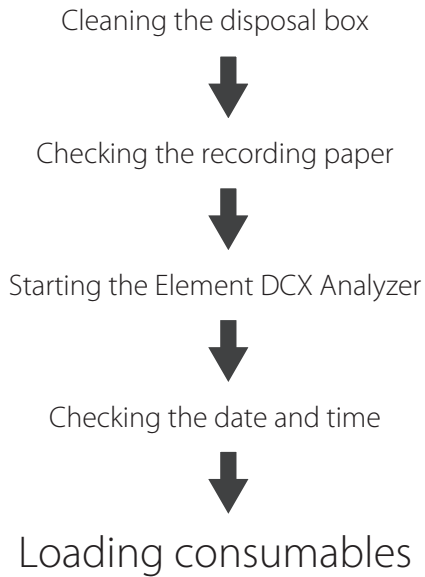 Cleaning the disposal box
Checking the recording paper
Starting the Element DCX Analyzer
Checking the date and time
Loading consumables